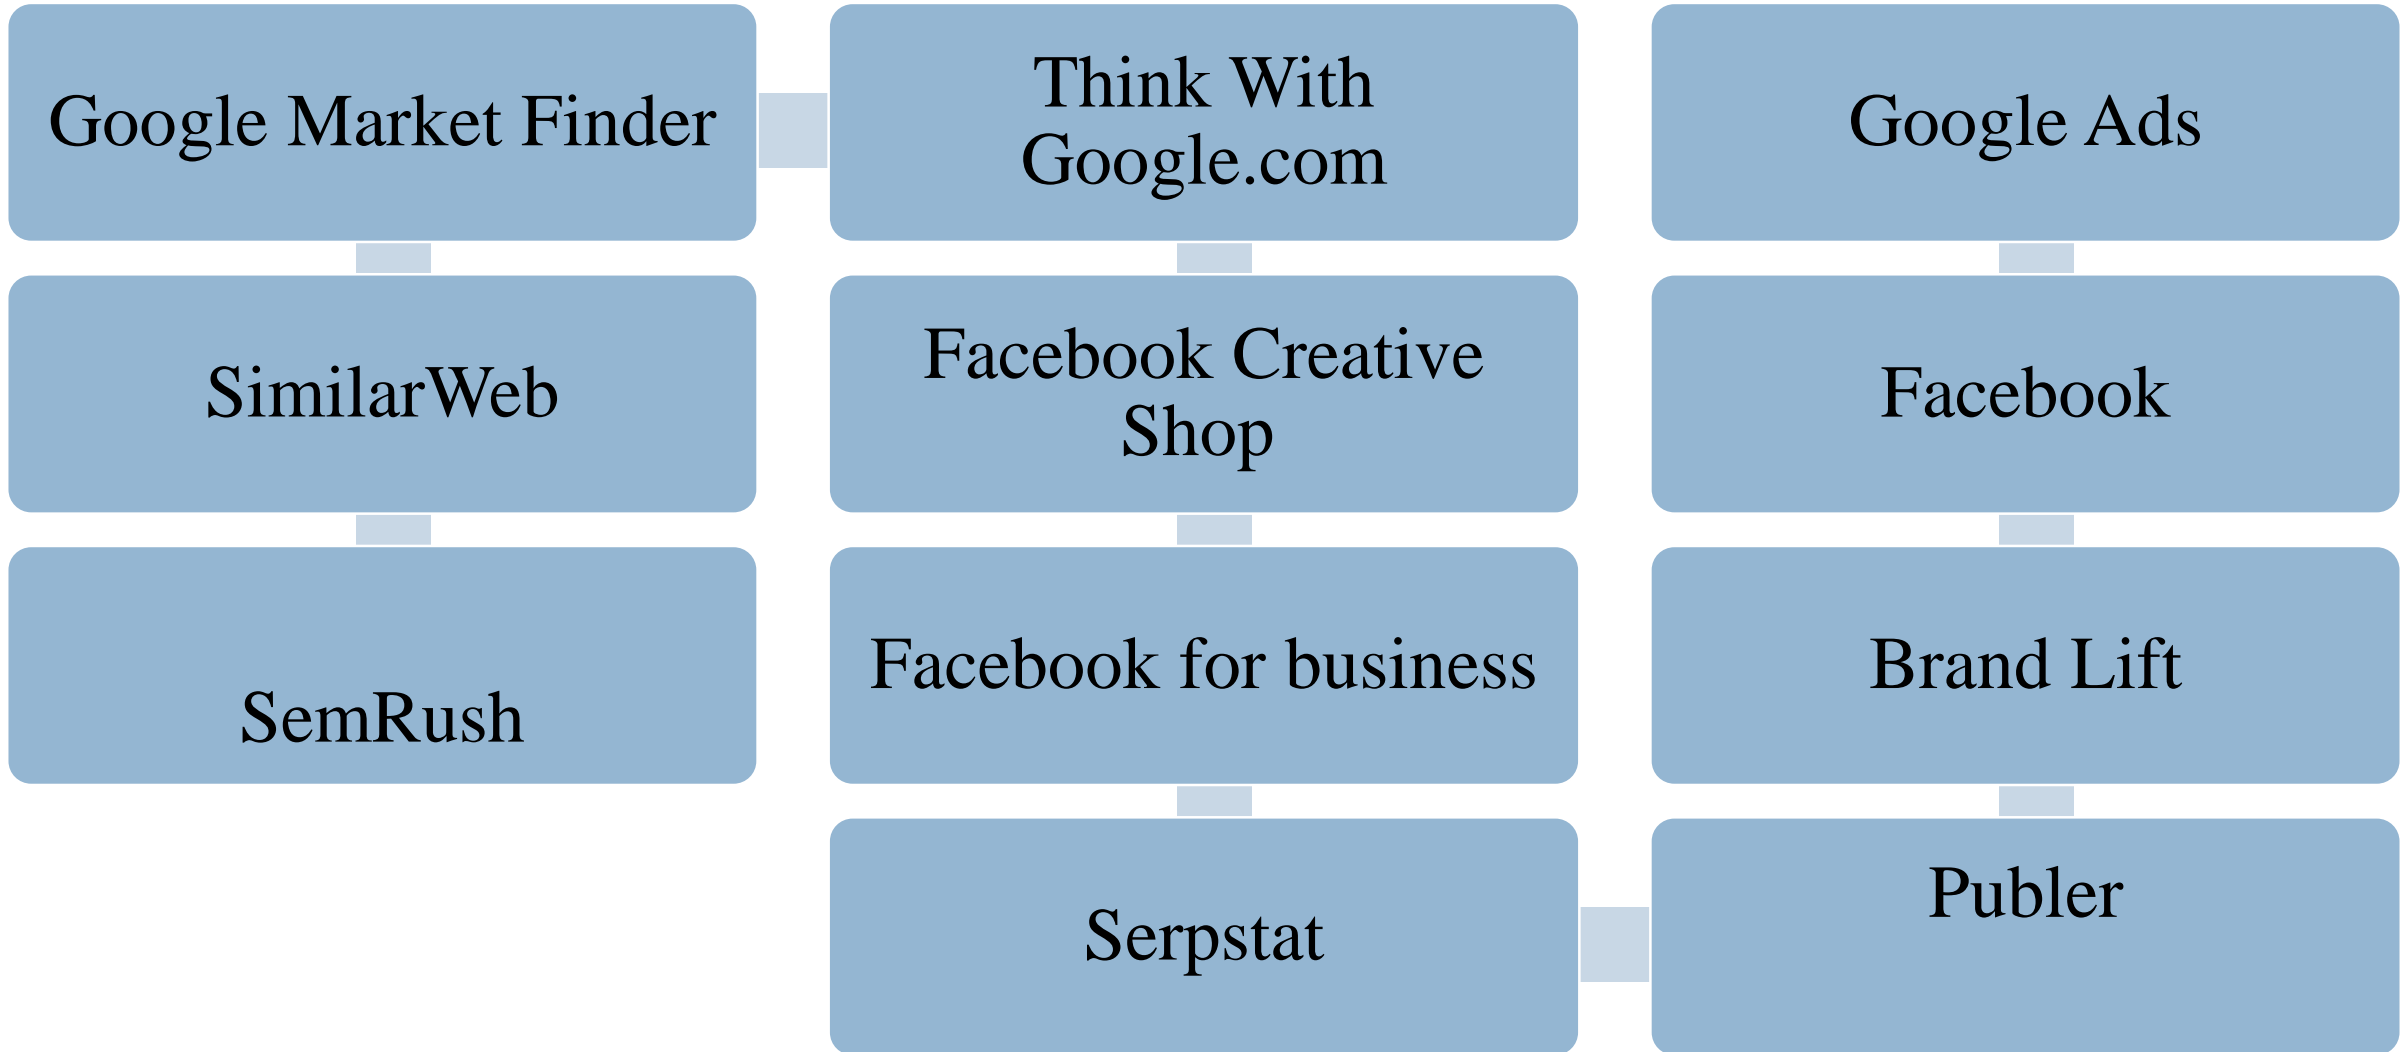 Google Market Finder
SimilarWeb
SemRush
Think With
Google.com
Facebook Creative
Shop
Facebook for business
Serpstat
Google Ads
Facebook
Brand Lift
Publer